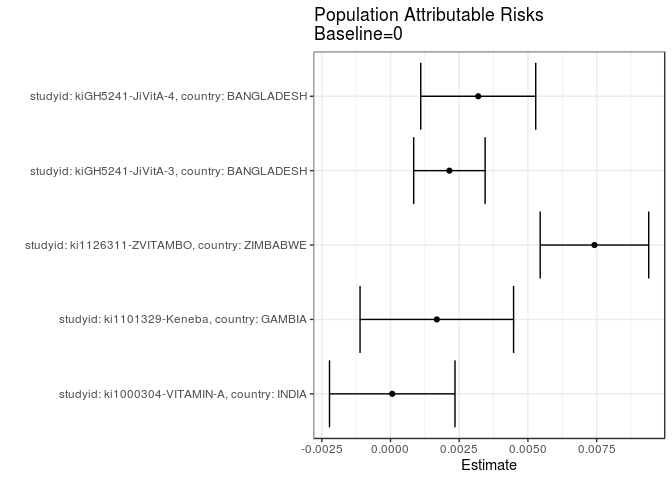 Population Attributable Risks
Baseline=0
studyid: kiGH5241-JiVitA-4, country: BANGLADESH
studyid: kiGH5241-JiVitA-3, country: BANGLADESH
studyid: ki1126311-ZVITAMBO, country: ZIMBABWE
studyid: ki1101329-Keneba, country: GAMBIA
studyid: ki1000304-VITAMIN-A, country: INDIA
-0.0025 0.0000 0.0025 0.0050 0.0075
Estimate